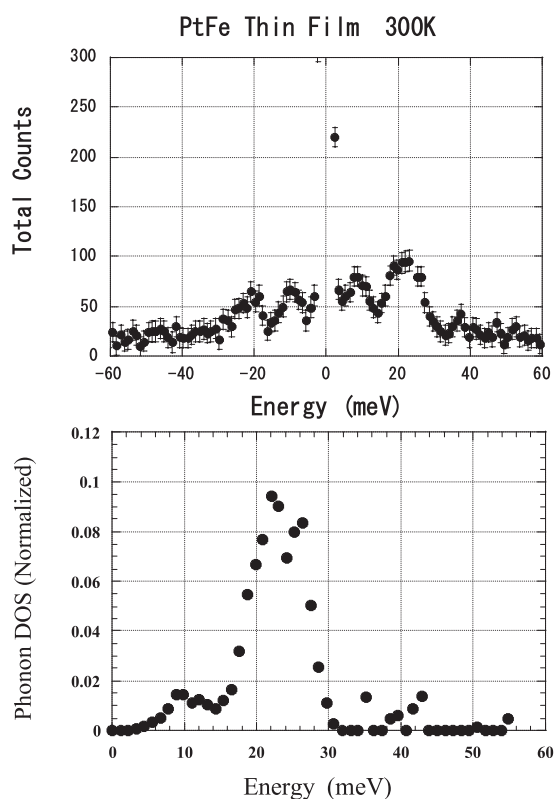 PtFe Thin Film 300K
300
250
200
150
100
50
0
Total Counts
-60 -40 -20 0 20 40 60
Energy (meV)
0.12
0.1
0.08
0.06
0.04
0.02
0
Phonon DOS (Normalized)
0 10 20 30 40 50 60
Energy (meV)